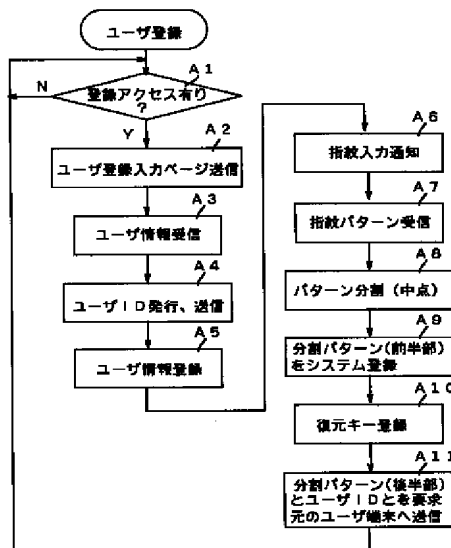 ユーザ登録
A1
登録アクセス有り
?
N
Y
A2
ユーザ登録入力ページ送信
A3
ユーザ情報受信
A4
ユーザID発行、送信
A5
ユーザ情報登録
A6
指紋入力通知
A7
指紋パターン受信
A8
パターン分割(中点)
A9
分割パターン(前半部)
をシステム登録
A10
復元キー登録
A11
分割パターン(後半部)
とユーザIDとを要求
元のユーザ端末へ送信